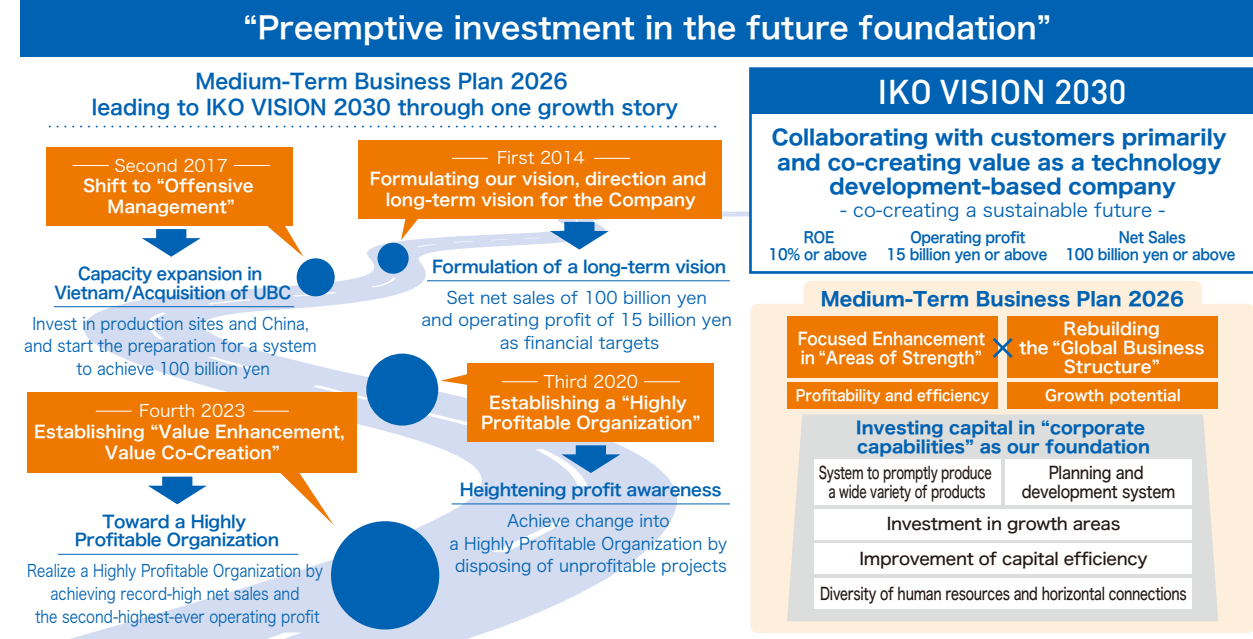 “Preemptive investment in the future foundation”
Medium-Term Business Plan 2026
leading to IKO VISION 2030 through one growth story
First 2014
Formulating our vision, direction and
long-term vision for the Company
Formulation of a long-term vision
Set net sales of 100 billion yen
and operating profit of 15 billion yen
as financial targets
Second 2017
Shift to “Offensive
Management”
Capacity expansion in
Vietnam/Acquisition of UBC
Invest in production sites and China,
and start the preparation for a system
to achieve 100 billion yen
Third 2020
Establishing a “Highly
Profitable Organization”
Heightening profit awareness
Achieve change into
a Highly Profitable Organization by
disposing of unprofitable projects
Fourth 2023
Establishing “Value Enhancement,
Value Co-Creation”
Toward a Highly
Profitable Organization
Realize a Highly Profitable Organization by
achieving record-high net sales and
the second-highest-ever operating profit
IKO VISION 2030
Collaborating with customers primarily
and co-creating value as a technology
development-based company
- co-creating a sustainable future -
ROE
10% or above
Operating profit
15 billion yen or above
Net Sales
100 billion yen or above
Medium-Term Business Plan 2026
Focused Enhancement
in “Areas of Strength”
×
Rebuilding
the “Global Business
Structure”
Profitability and efficiency
Growth potential
Investing capital in “corporate
capabilities” as our foundation
System to promptly produce
a wide variety of products
Planning and
development system
Investment in growth areas
Improvement of capital efficiency
Diversity of human resources and horizontal connections